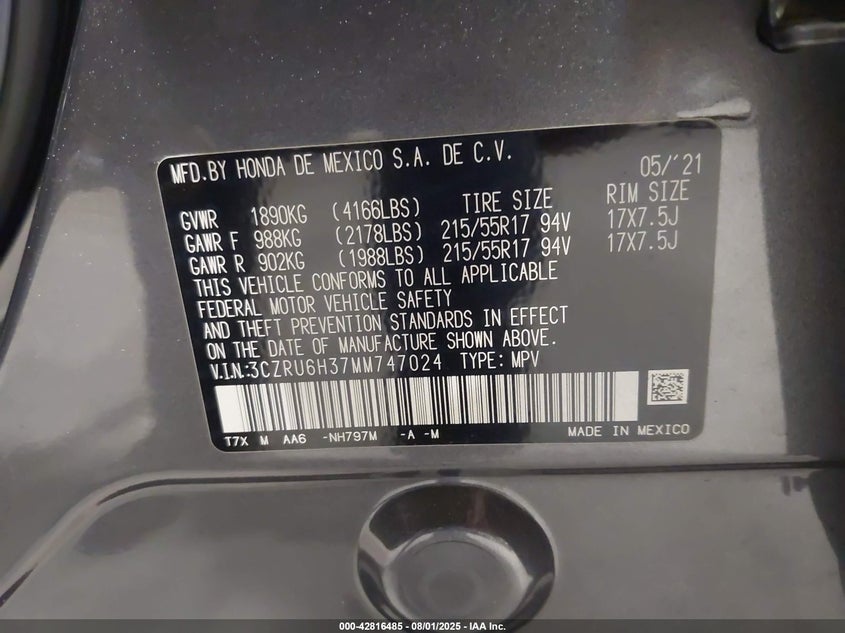 MFD.BY HONDA DE MEXICO S.A. DE C.V. 05/'21
TIRE SIZE RIM SIZE
GVWR 1890KG (4166LBS)
GAWR F 988KG (2178LBS) 215/55R17 94V 17X7.5J
GAWR R 902KG (1988LBS) 215/55R17 94V 17X7.5J
THIS VEHICLE CONFORMS TO ALL APPLICABLE
FEDERAL MOTOR VEHICLE SAFETY
AND THEFT PREVENTION STANDARDS IN EFFECT
ON THE DATE OF MANUFACTURE SHOWN ABOVE.
V.I.N.:3CZRU6H37MM747024 TYPE: MPV
T7X M AA6 -NH797M -A -M MADE IN MEXICO
000-42816485 - 08/01/2025 - IAA Inc.